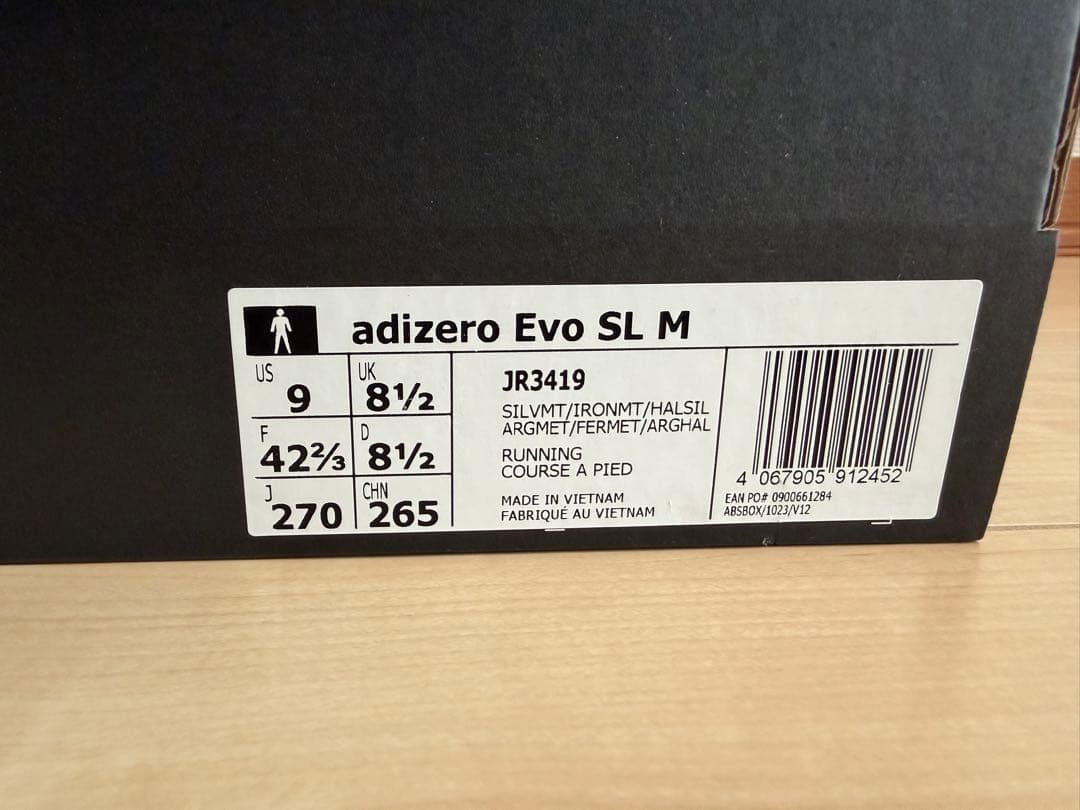 adizero Evo SL M
US 9
UK 8½
F 42⅔
D 8½
J 270
CHN 265
JR3419
SILVMT/IRONMT/HALSIL
ARGMET/FERMET/ARGHAL
RUNNING
COURSE A PIED
MADE IN VIETNAM
FABRIQUÉ AU VIETNAM
4 067905 912452
EAN PO# 0900661284
ABSBOX/1023/V12